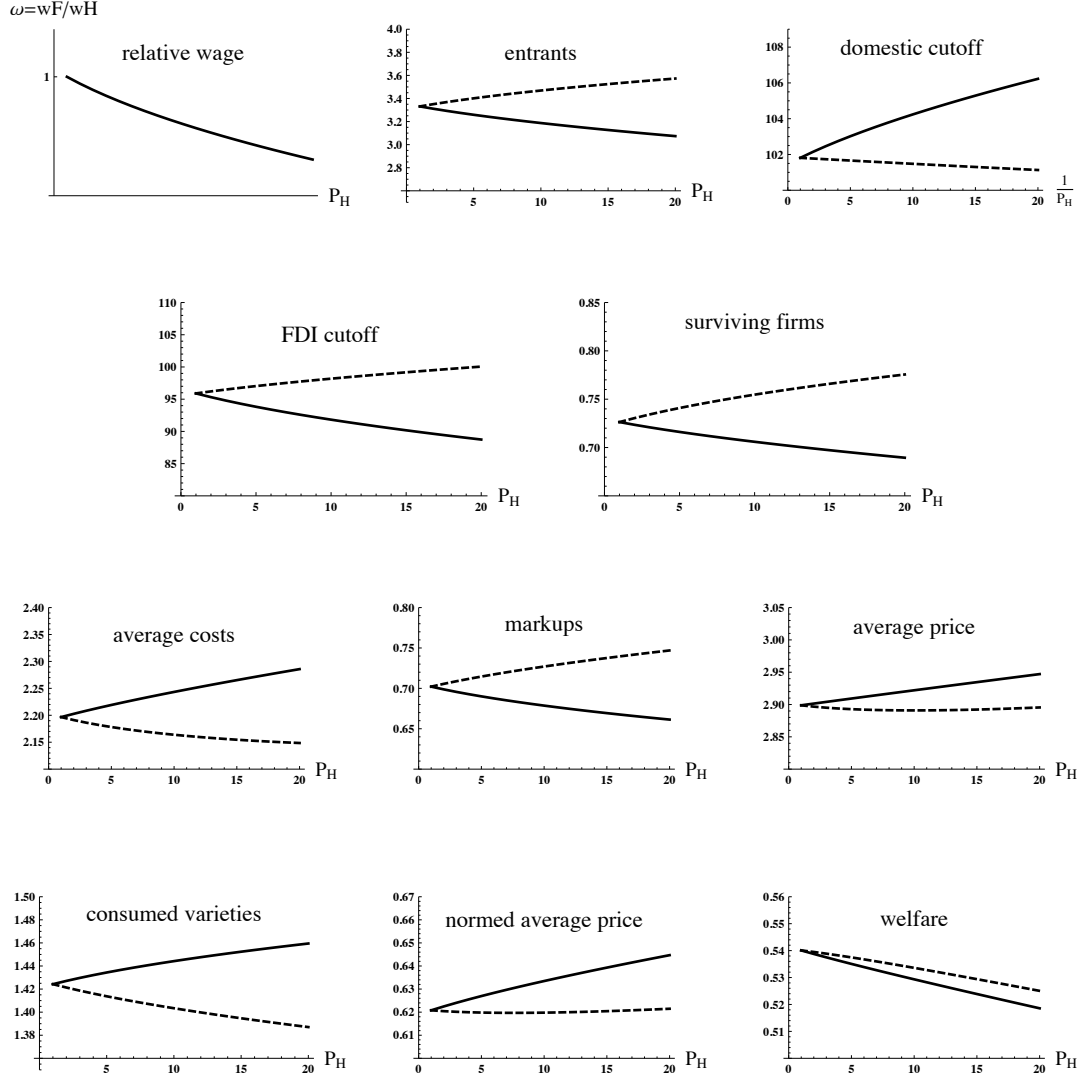 ω=wF/wH
relative wage
1
P_H
entrants
4.0
3.8
3.6
3.4
3.2
3.0
2.8
0 5 10 15 20
P_H
domestic cutoff
108
106
104
102
0 5 10 15 20
1/P_H
FDI cutoff
110
105
100
95
90
85
0 5 10 15 20
P_H
surviving firms
0.85
0.80
0.75
0.70
0 5 10 15 20
P_H
average costs
2.40
2.35
2.30
2.25
2.20
2.15
0 5 10 15 20
P_H
markups
0.80
0.75
0.70
0.65
0 5 10 15 20
P_H
average price
3.05
3.00
2.95
2.90
2.85
0 5 10 15 20
P_H
consumed varieties
1.50
1.48
1.46
1.44
1.42
1.40
1.38
0 5 10 15 20
P_H
normed average price
0.67
0.66
0.65
0.64
0.63
0.62
0.61
0 5 10 15 20
P_H
welfare
0.56
0.55
0.54
0.53
0.52
0.51
0 5 10 15 20
P_H